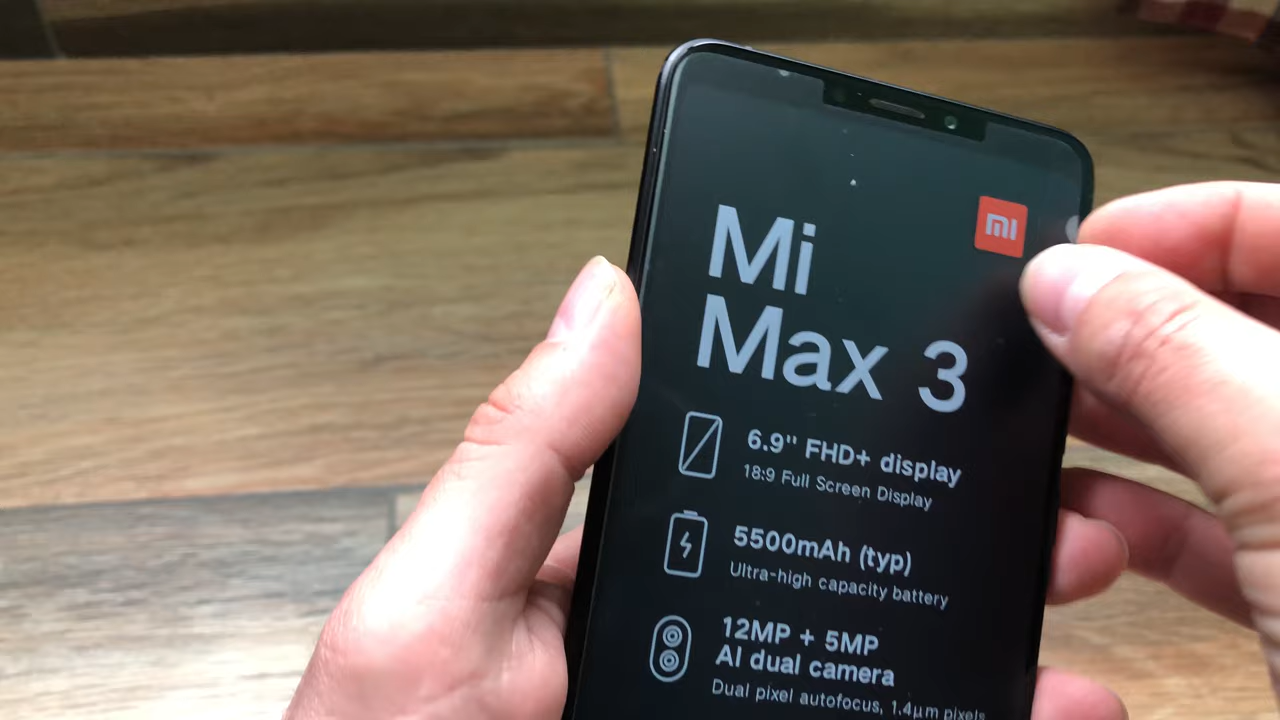 mi
Mi
Max 3
6.9" FHD+ display
18:9 Full Screen Display
5500mAh (typ)
Ultra-high capacity battery
12MP + 5MP
AI dual camera
Dual pixel autofocus, 1.4μm pixels